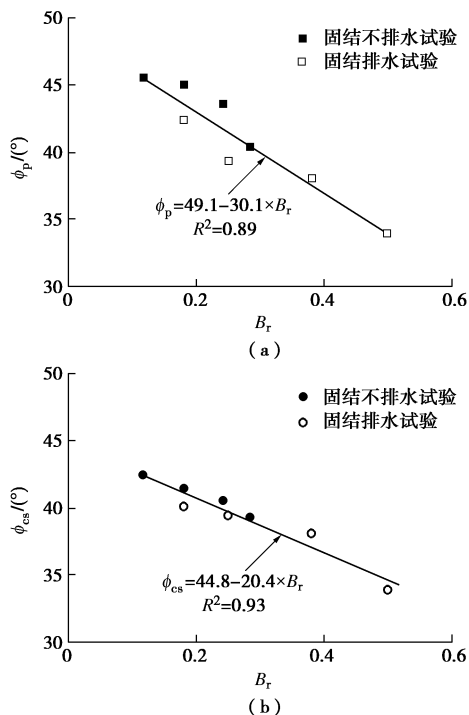 50
45
40
35
30
0
0.2
0.4
0.6
ϕp/(°)
■ 固结不排水试验
□ 固结排水试验
ϕp=49.1−30.1×Br
R²=0.89
Br
(a)
50
45
40
35
30
0
0.2
0.4
0.6
ϕcs/(°)
● 固结不排水试验
○ 固结排水试验
ϕcs=44.8−20.4×Br
R²=0.93
Br
(b)